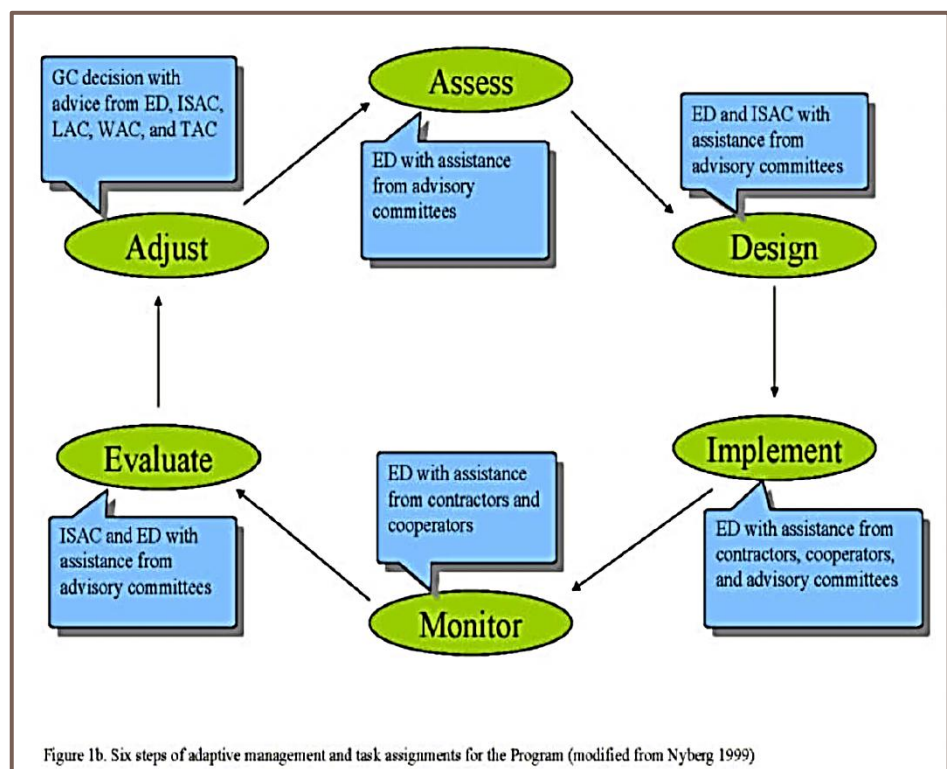 Assess
GC decision with
advice from ED, ISAC,
LAC, WAC, and TAC
ED with assistance
from advisory
committees
ED and ISAC with
assistance from
advisory committees
Adjust
Design
Evaluate
Implement
ED with assistance
from contractors and
cooperators
ISAC and ED with
assistance from
advisory committees
ED with assistance from
contractors, cooperators,
and advisory committees
Monitor
Figure 1b. Six steps of adaptive management and task assignments for the Program (modified from Nyberg 1999)